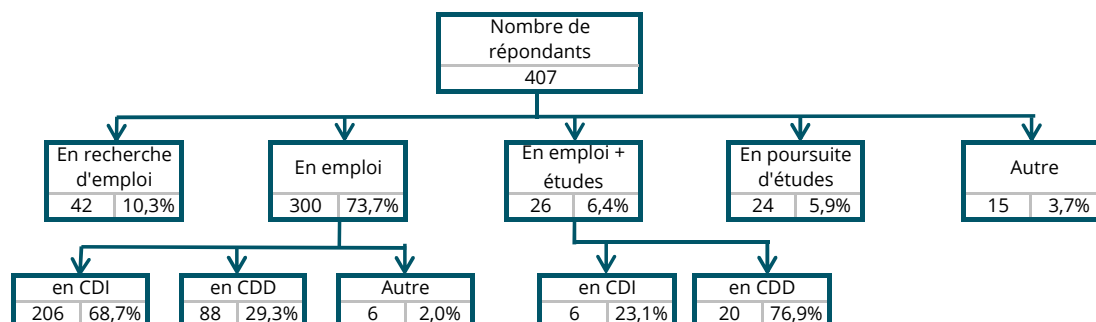 Nombre de
répondants
407
En recherche
d'emploi
42 10,3%
En emploi
300 73,7%
En emploi +
études
26 6,4%
En poursuite
d'études
24 5,9%
Autre
15 3,7%
en CDI
206 68,7%
en CDD
88 29,3%
Autre
6 2,0%
en CDI
6 23,1%
en CDD
20 76,9%